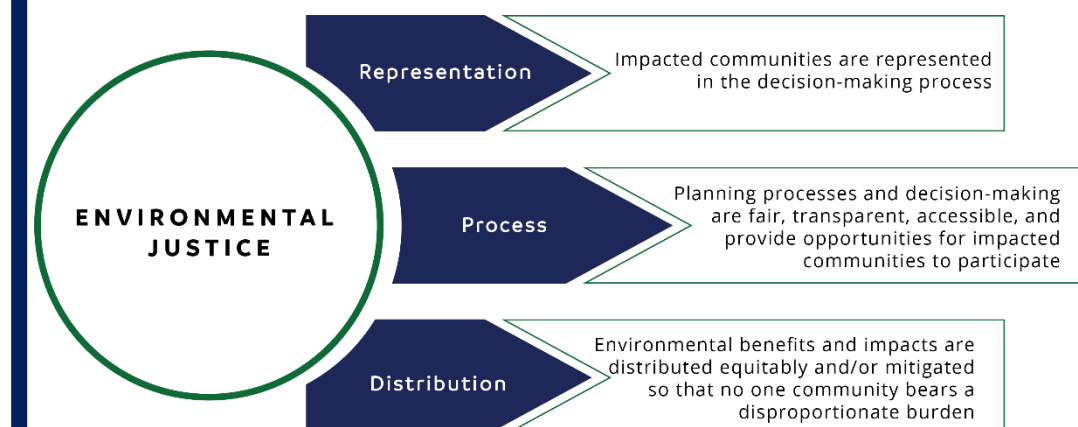 ENVIRONMENTAL
JUSTICE
Representation
Impacted communities are represented
in the decision-making process
Process
Planning processes and decision-making
are fair, transparent, accessible, and
provide opportunities for impacted
communities to participate
Distribution
Environmental benefits and impacts are
distributed equitably and/or mitigated
so that no one community bears a
disproportionate burden